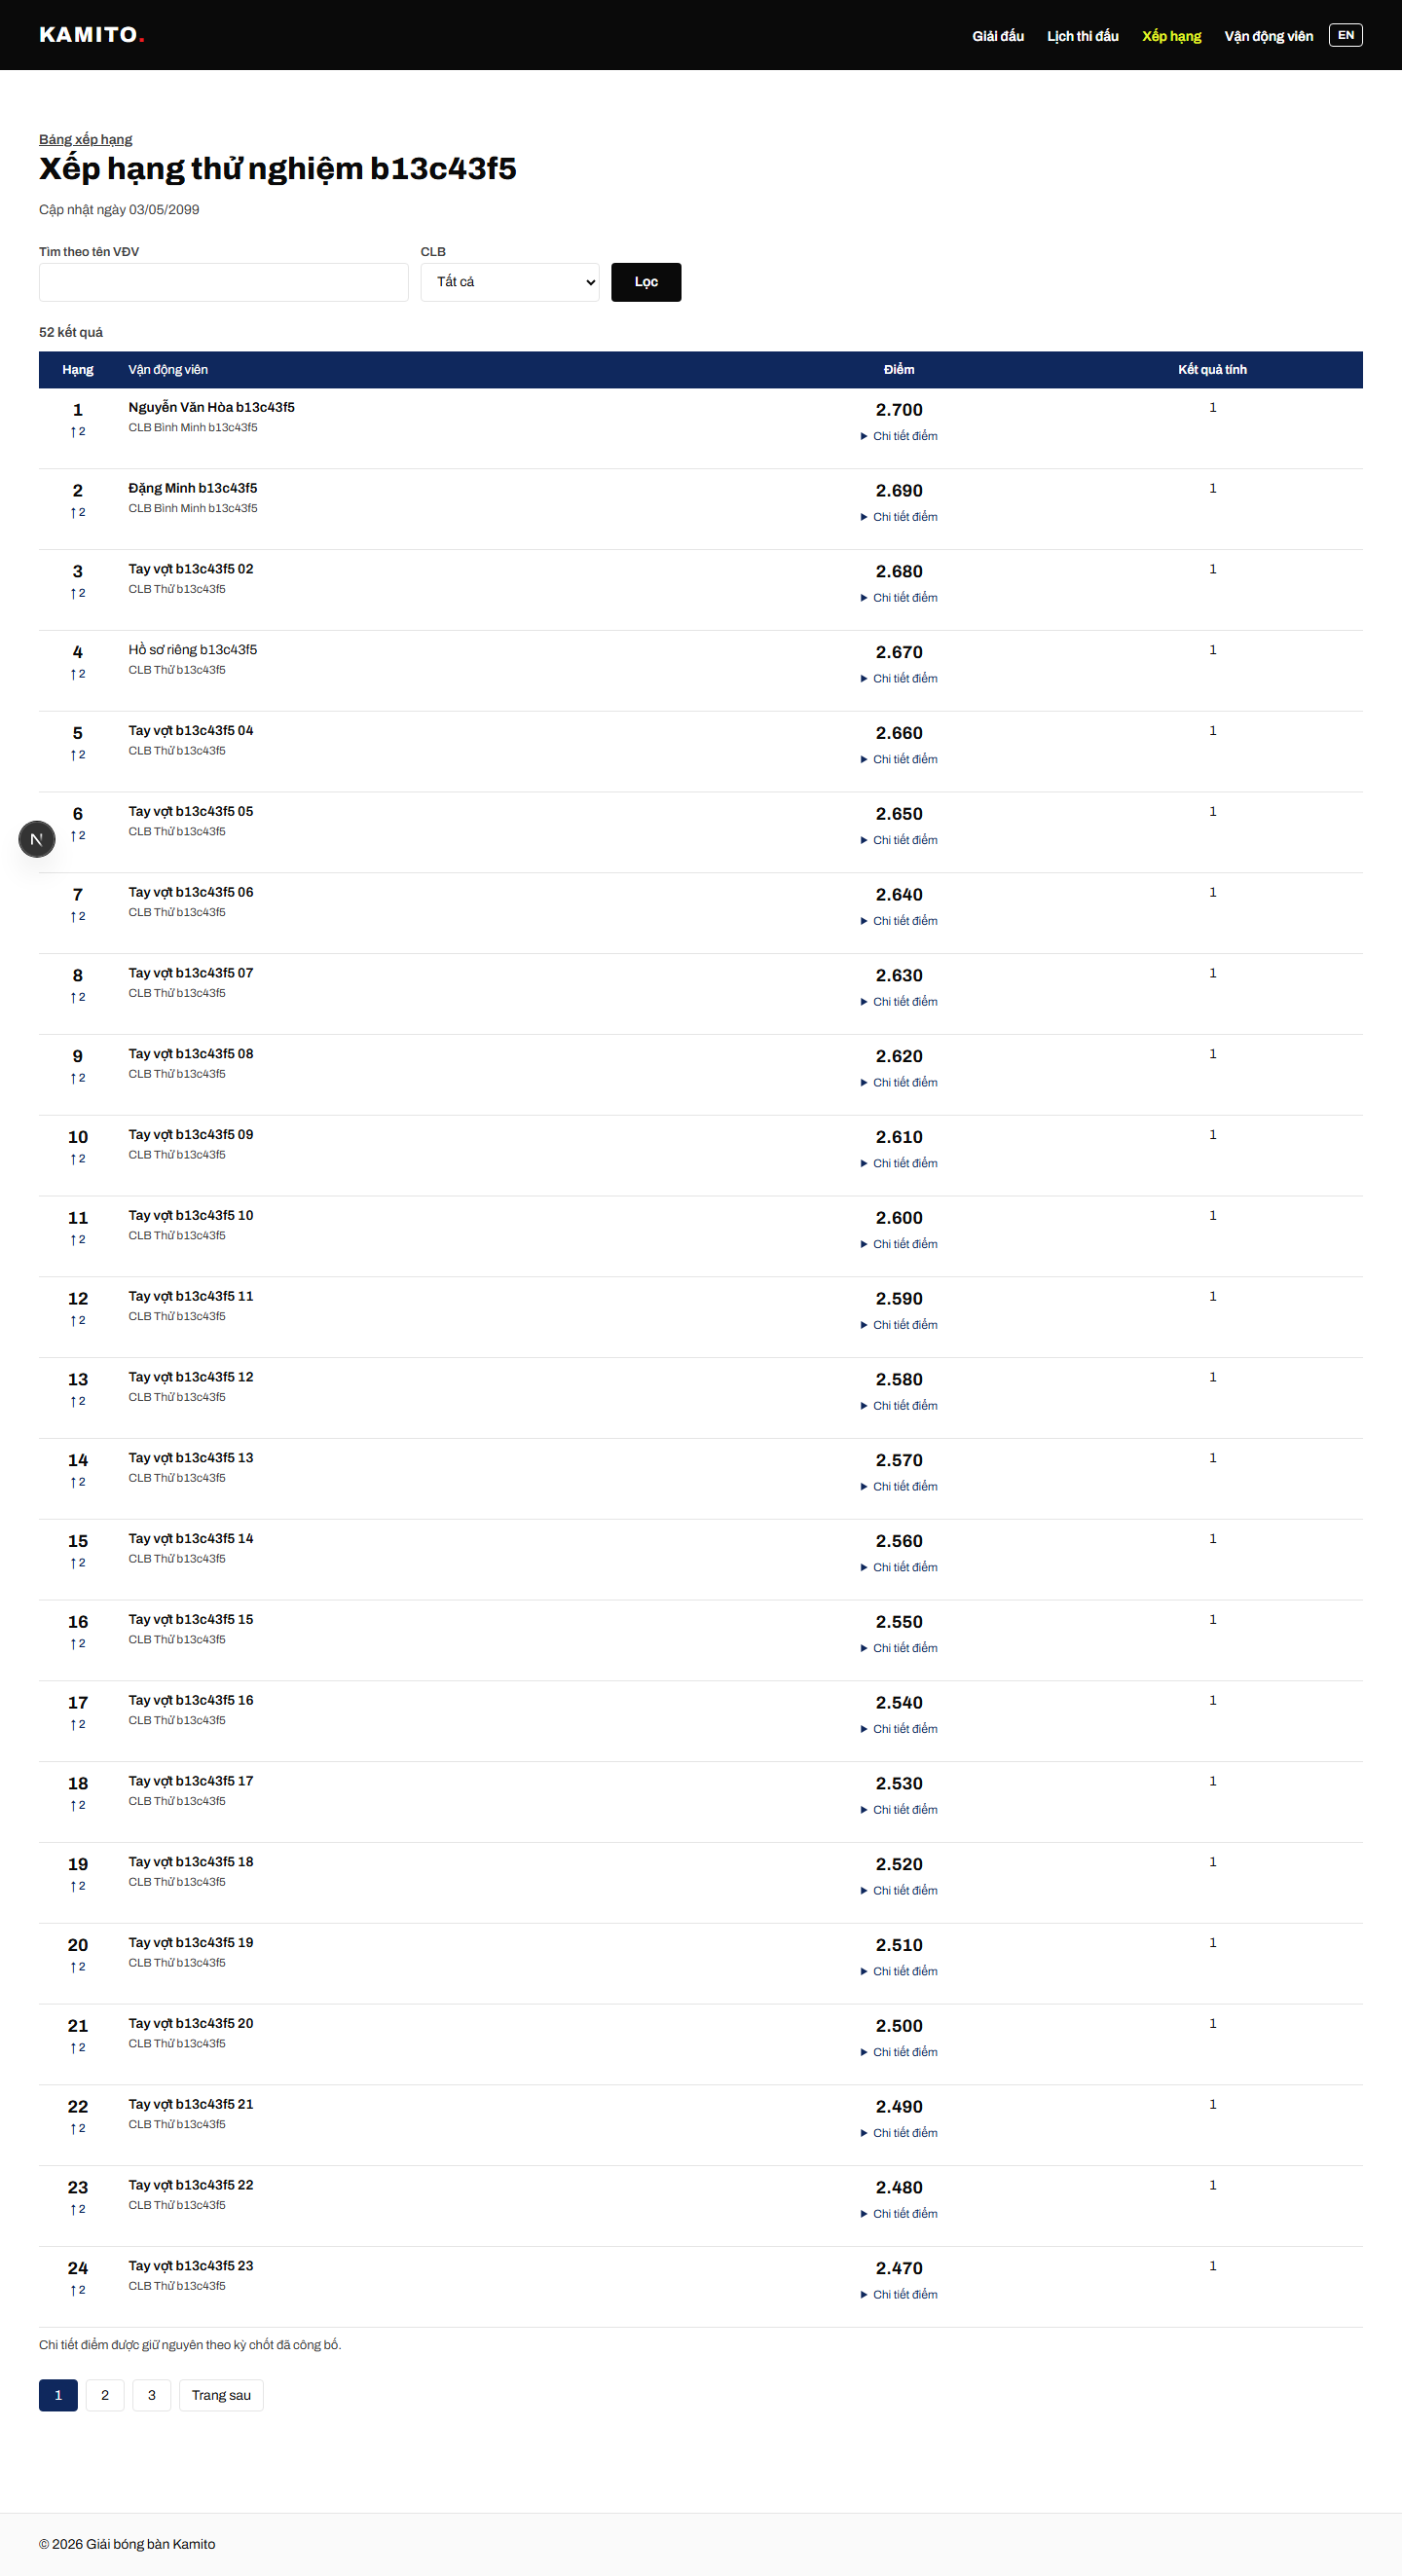 KAMITO.
Giải đấu Lịch thi đấu Xếp hạng Vận động viên EN
Bảng xếp hạng
Xếp hạng thử nghiệm b13c43f5
Cập nhật ngày 03/05/2099
Tìm theo tên VĐV CLB
Tất cả Lọc
52 kết quả
Hạng Vận động viên Điểm Kết quả tính
1 Nguyễn Văn Hòa b13c43f5 2.700 1
↑ 2 CLB Bình Minh b13c43f5 ▶ Chi tiết điểm
2 Đặng Minh b13c43f5 2.690 1
↑ 2 CLB Bình Minh b13c43f5 ▶ Chi tiết điểm
3 Tay vợt b13c43f5 02 2.680 1
↑ 2 CLB Thử b13c43f5 ▶ Chi tiết điểm
4 Hồ sơ riêng b13c43f5 2.670 1
↑ 2 CLB Thử b13c43f5 ▶ Chi tiết điểm
5 Tay vợt b13c43f5 04 2.660 1
↑ 2 CLB Thử b13c43f5 ▶ Chi tiết điểm
6 Tay vợt b13c43f5 05 2.650 1
N ↑ 2 CLB Thử b13c43f5 ▶ Chi tiết điểm
7 Tay vợt b13c43f5 06 2.640 1
↑ 2 CLB Thử b13c43f5 ▶ Chi tiết điểm
8 Tay vợt b13c43f5 07 2.630 1
↑ 2 CLB Thử b13c43f5 ▶ Chi tiết điểm
9 Tay vợt b13c43f5 08 2.620 1
↑ 2 CLB Thử b13c43f5 ▶ Chi tiết điểm
10 Tay vợt b13c43f5 09 2.610 1
↑ 2 CLB Thử b13c43f5 ▶ Chi tiết điểm
11 Tay vợt b13c43f5 10 2.600 1
↑ 2 CLB Thử b13c43f5 ▶ Chi tiết điểm
12 Tay vợt b13c43f5 11 2.590 1
↑ 2 CLB Thử b13c43f5 ▶ Chi tiết điểm
13 Tay vợt b13c43f5 12 2.580 1
↑ 2 CLB Thử b13c43f5 ▶ Chi tiết điểm
14 Tay vợt b13c43f5 13 2.570 1
↑ 2 CLB Thử b13c43f5 ▶ Chi tiết điểm
15 Tay vợt b13c43f5 14 2.560 1
↑ 2 CLB Thử b13c43f5 ▶ Chi tiết điểm
16 Tay vợt b13c43f5 15 2.550 1
↑ 2 CLB Thử b13c43f5 ▶ Chi tiết điểm
17 Tay vợt b13c43f5 16 2.540 1
↑ 2 CLB Thử b13c43f5 ▶ Chi tiết điểm
18 Tay vợt b13c43f5 17 2.530 1
↑ 2 CLB Thử b13c43f5 ▶ Chi tiết điểm
19 Tay vợt b13c43f5 18 2.520 1
↑ 2 CLB Thử b13c43f5 ▶ Chi tiết điểm
20 Tay vợt b13c43f5 19 2.510 1
↑ 2 CLB Thử b13c43f5 ▶ Chi tiết điểm
21 Tay vợt b13c43f5 20 2.500 1
↑ 2 CLB Thử b13c43f5 ▶ Chi tiết điểm
22 Tay vợt b13c43f5 21 2.490 1
↑ 2 CLB Thử b13c43f5 ▶ Chi tiết điểm
23 Tay vợt b13c43f5 22 2.480 1
↑ 2 CLB Thử b13c43f5 ▶ Chi tiết điểm
24 Tay vợt b13c43f5 23 2.470 1
↑ 2 CLB Thử b13c43f5 ▶ Chi tiết điểm
Chi tiết điểm được giữ nguyên theo kỳ chốt đã công bố.
1 2 3 Trang sau
© 2026 Giải bóng bàn Kamito